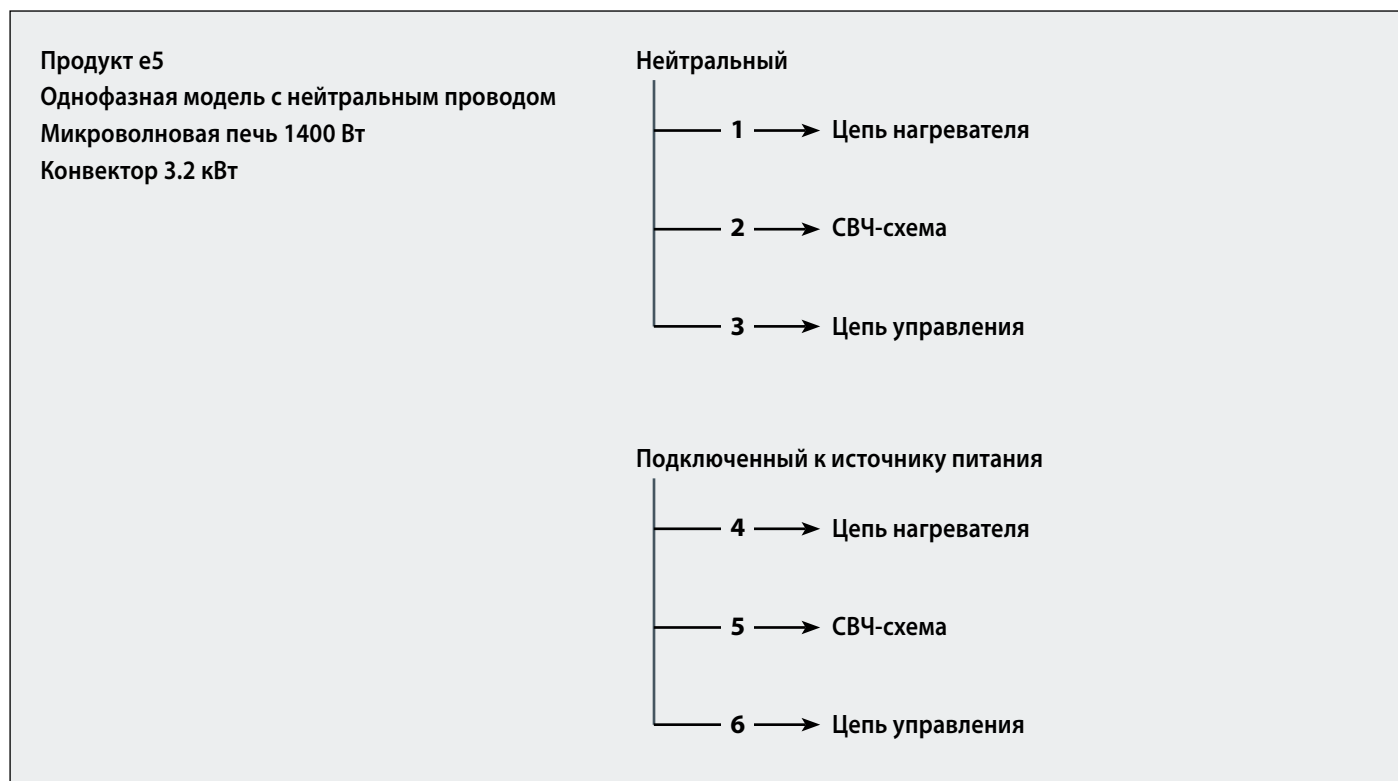 Продукт e5
Однофазная модель с нейтральным проводом
Микроволновая печь 1400 Вт
Конвектор 3.2 кВт
Нейтральный
1 Цепь нагревателя
2 СВЧ-схема
3 Цепь управления
Подключенный к источнику питания
4 Цепь нагревателя
5 СВЧ-схема
6 Цепь управления